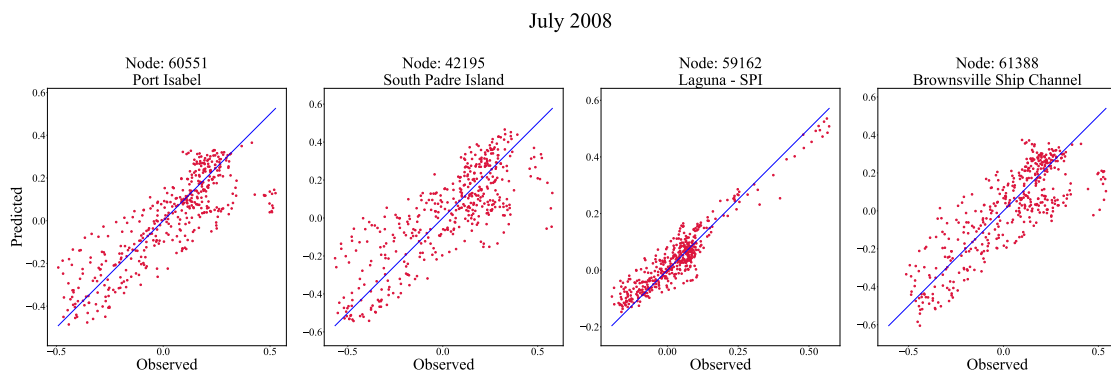 July 2008
Node: 60551
Port Isabel
Node: 42195
South Padre Island
Node: 59162
Laguna - SPI
Node: 61388
Brownsville Ship Channel
Predicted
0.6
0.4
0.2
0.0
−0.2
−0.4
−0.5 0.0 0.5
Observed
0.6
0.4
0.2
0.0
−0.2
−0.4
−0.6
−0.5 0.0 0.5
Observed
0.6
0.4
0.2
0.0
−0.2
0.00 0.25 0.50
Observed
0.6
0.4
0.2
0.0
−0.2
−0.4
−0.6
−0.5 0.0 0.5
Observed